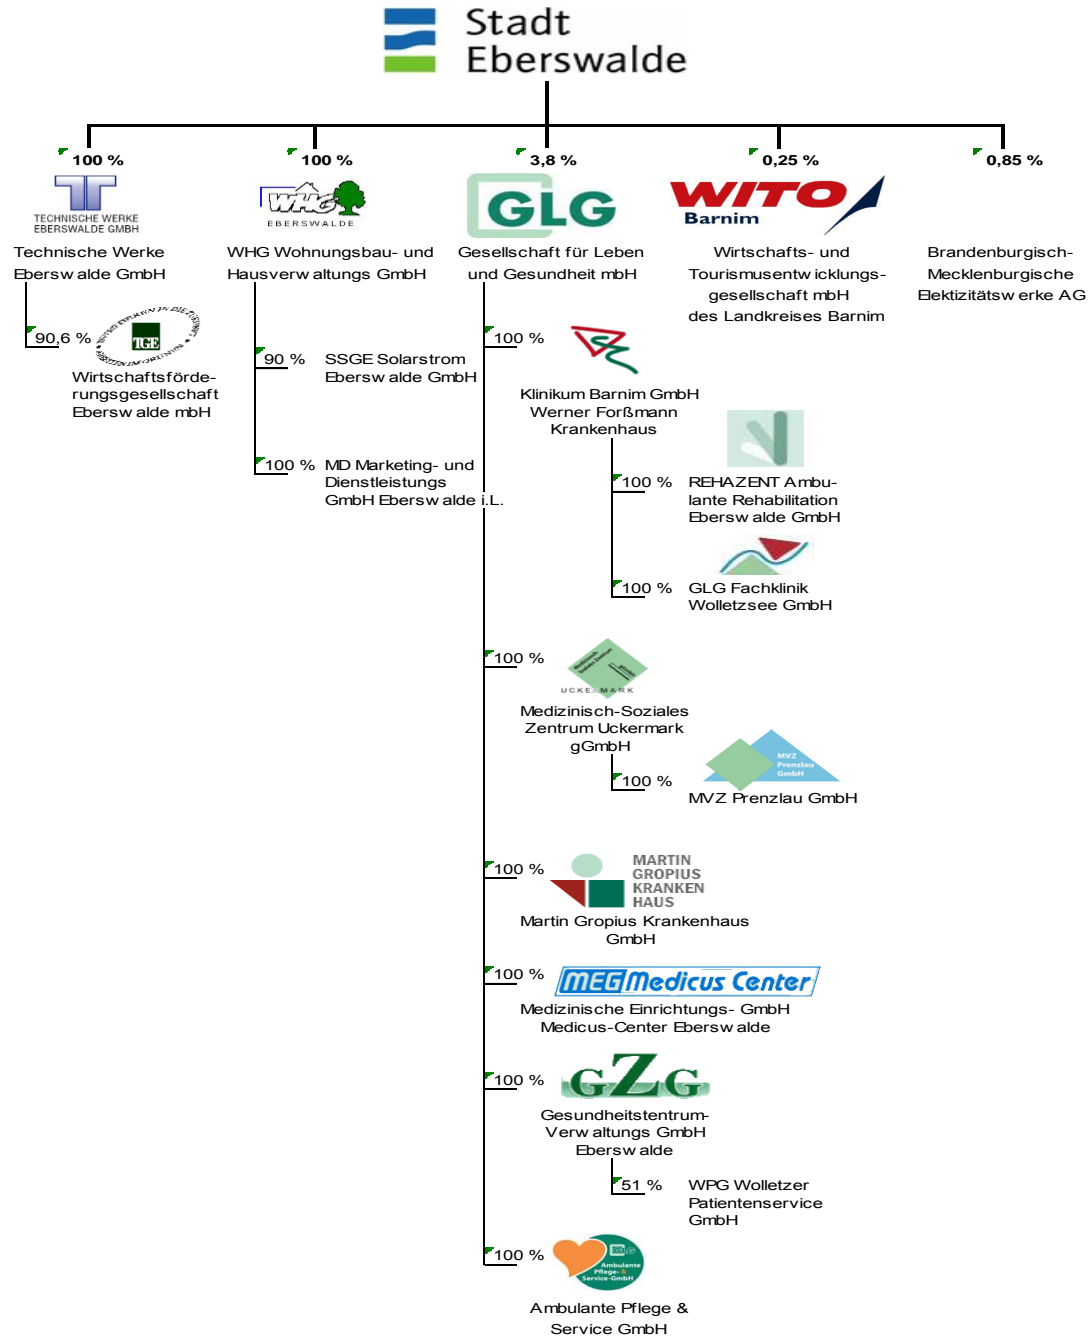 Stadt
Eberswalde
100 %
100 %
3,8 %
0,25 %
0,85 %
TECHNISCHE WERKE
EBERSWALDE GMBH
Technische Werke
Eberswalde GmbH
WHG
EBERSWALDE
WHG Wohnungsbau- und
Hausverwaltungs GmbH
GLG
Gesellschaft für Leben
und Gesundheit mbH
WITO
Barnim
Wirtschafts- und
Tourismusentwicklungs-
gesellschaft mbH
des Landkreises Barnim
Brandenburgisch-
Mecklenburgische
Elektizitätswerke AG
90,6 %
TGE
Wirtschaftsförde-
rungsgesellschaft
Eberswalde mbH
90 %
SSGE Solarstrom
Eberswalde GmbH
100 %
MD Marketing- und
Dienstleistungs
GmbH Eberswalde i.L.
100 %
Klinikum Barnim GmbH
Werner Forßmann
Krankenhaus
100 %
REHAZENT Ambu-
lante Rehabilitation
Eberswalde GmbH
100 %
GLG Fachklinik
Wolletzsee GmbH
100 %
UCKERMARK
Medizinisch-Soziales
Zentrum Uckermark
gGmbH
100 %
MVZ
Prenzlau
GmbH
MVZ Prenzlau GmbH
100 %
MARTIN
GROPIUS
KRANKEN
HAUS
Martin Gropius Krankenhaus
GmbH
100 %
MEG Medicus Center
Medizinische Einrichtungs- GmbH
Medicus-Center Eberswalde
100 %
GZG
Gesundheitstentrum-
Verwaltungs GmbH
Eberswalde
51 %
WPG Wolletzer
Patientenservice
GmbH
100 %
GLG
Ambulante
Pflege- &
Service-GmbH
Ambulante Pflege &
Service GmbH